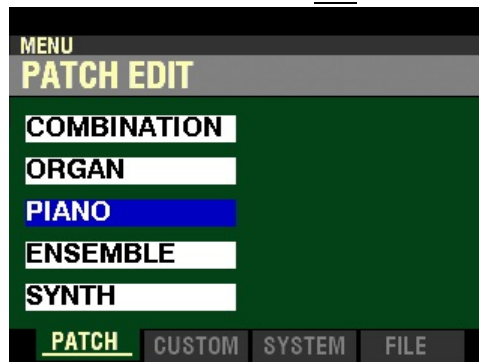 MENU
PATCH EDIT
COMBINATION
ORGAN
PIANO
ENSEMBLE
SYNTH
PATCH CUSTOM SYSTEM FILE